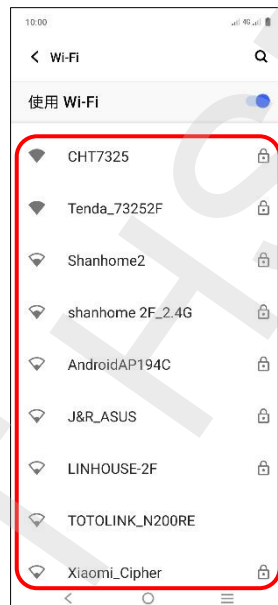 10:00
4G
Wi-Fi
使用 Wi-Fi
CHT7325
Tenda_73252F
Shanhome2
shanhome 2F_2.4G
AndroidAP194C
J&R_ASUS
LINHOUSE-2F
TOTOLINK_N200RE
Xiaomi_Cipher